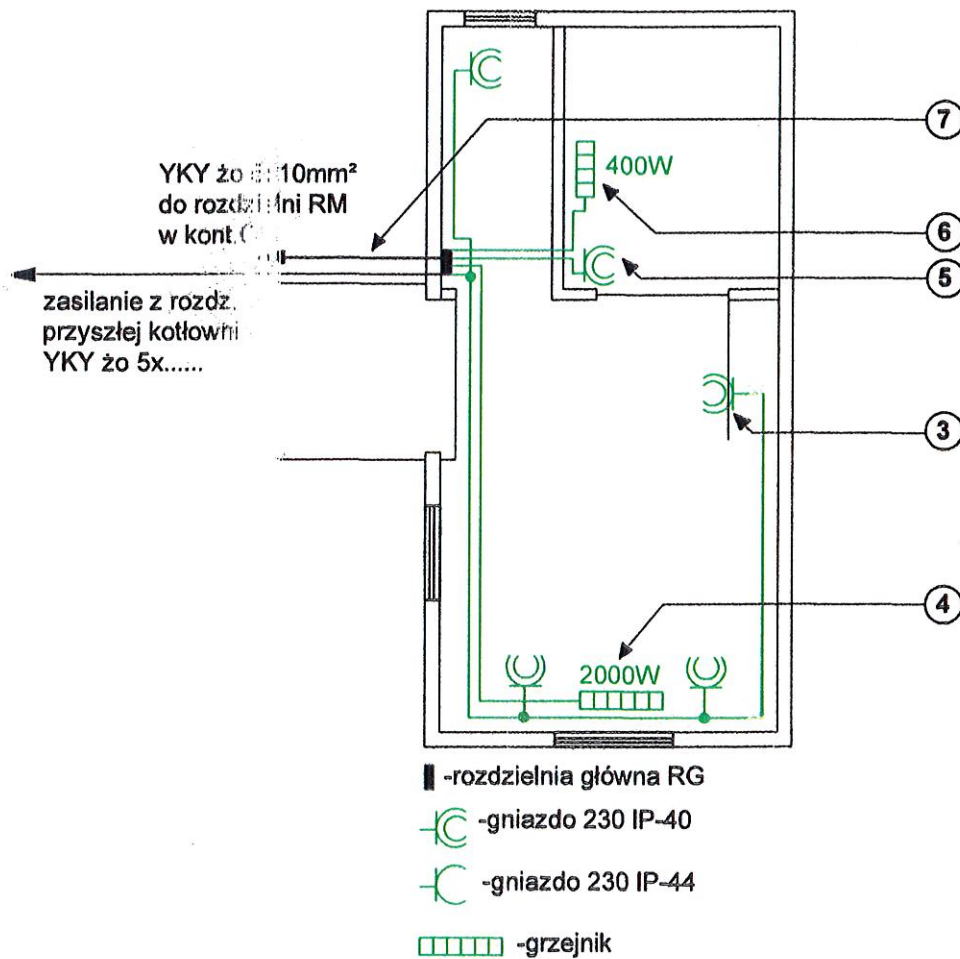 7
YKY żo 10mm²
do rozdzielni RM
w kont.
400W
6
5
zasilanie z rozdz.
przyszłej kotłowni
YKY żo 5x......
3
4
2000W
-rozdzielnia główna RG
-gniazdo 230 IP-40
-gniazdo 230 IP-44
-grzejnik